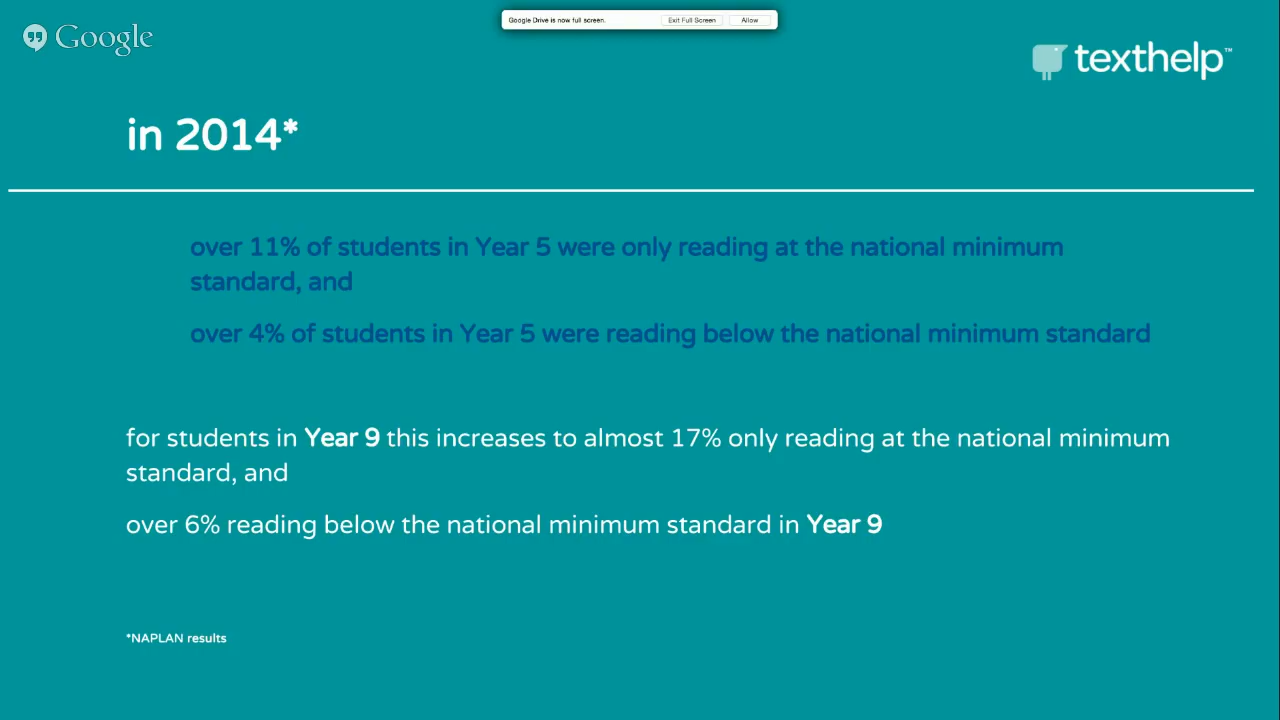 Google Drive is now full screen. Exit Full Screen Allow
Google
texthelp™
in 2014*
over 11% of students in Year 5 were only reading at the national minimum
standard, and
over 4% of students in Year 5 were reading below the national minimum standard
for students in Year 9 this increases to almost 17% only reading at the national minimum
standard, and
over 6% reading below the national minimum standard in Year 9
*NAPLAN results